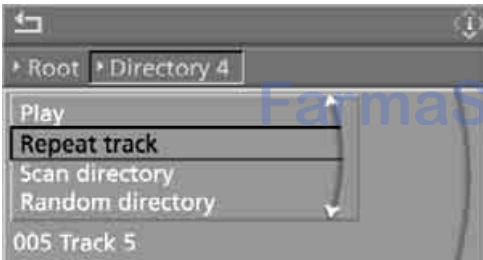 Root Directory 4
Play
Repeat track
Scan directory
Random directory
005 Track 5